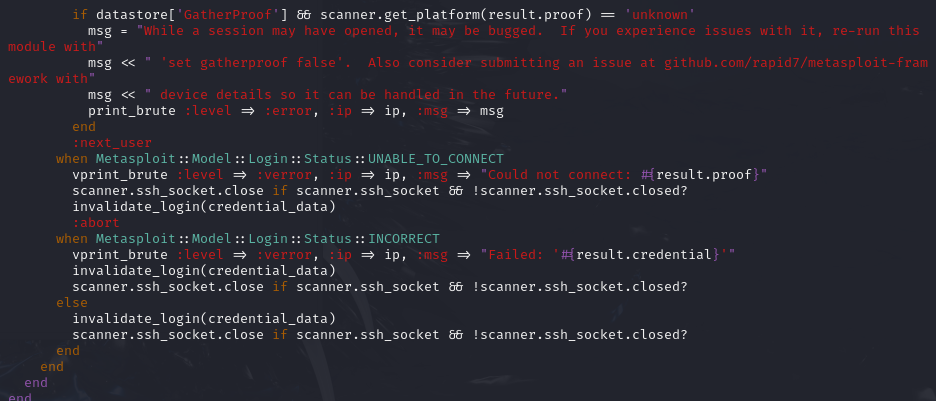 if datastore['GatherProof'] && scanner.get_platform(result.proof) == 'unknown'
msg = "While a session may have opened, it may be bugged.  If you experience issues with it, re-run this
module with"
msg << " 'set gatherproof false'.  Also consider submitting an issue at github.com/rapid7/metasploit-fram
ework with"
msg << " device details so it can be handled in the future."
print_brute :level => :error, :ip => ip, :msg => msg
end
:next_user
when Metasploit::Model::Login::Status::UNABLE_TO_CONNECT
vprint_brute :level => :verror, :ip => ip, :msg => "Could not connect: #{result.proof}"
scanner.ssh_socket.close if scanner.ssh_socket && !scanner.ssh_socket.closed?
invalidate_login(credential_data)
:abort
when Metasploit::Model::Login::Status::INCORRECT
vprint_brute :level => :verror, :ip => ip, :msg => "Failed: '#{result.credential}'"
invalidate_login(credential_data)
scanner.ssh_socket.close if scanner.ssh_socket && !scanner.ssh_socket.closed?
else
invalidate_login(credential_data)
scanner.ssh_socket.close if scanner.ssh_socket && !scanner.ssh_socket.closed?
end
end
end
end